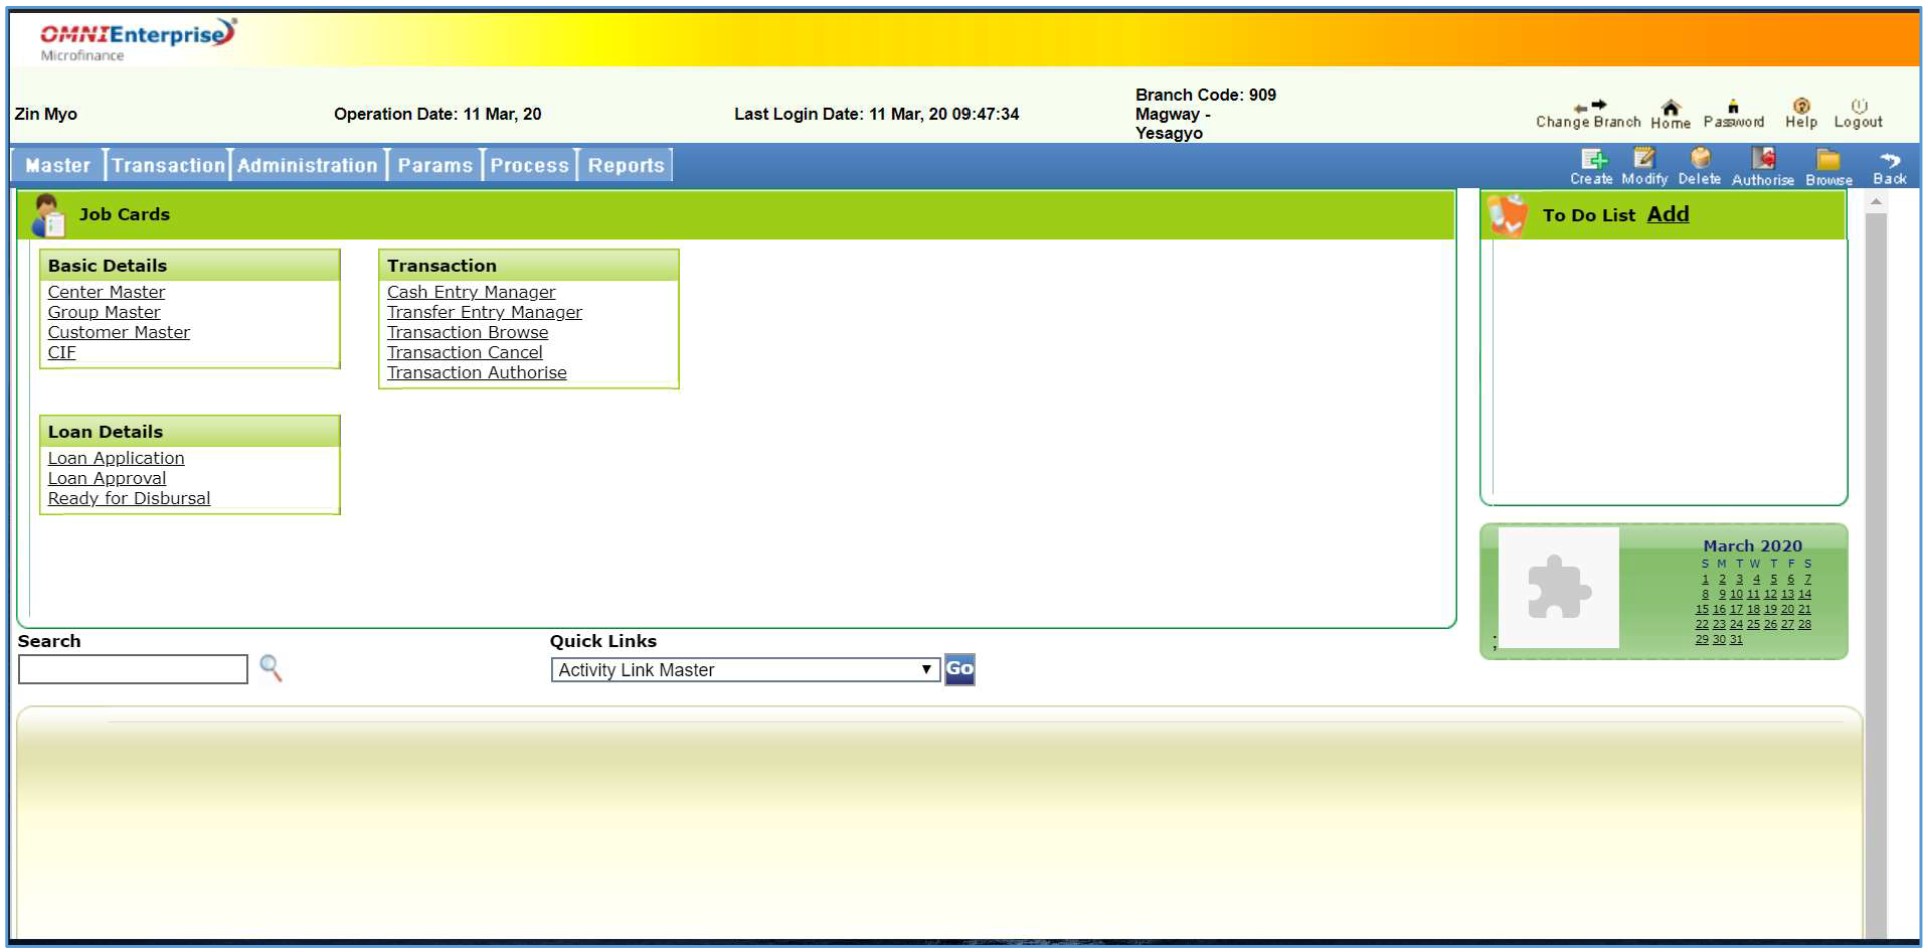 OMNIEnterprise
Microfinance
Zin Myo
Operation Date: 11 Mar, 20
Last Login Date: 11 Mar, 20 09:47:34
Branch Code: 909
Magway -
Yesagyo
Change Branch Home Password Help Logout
Master Transaction Administration Params Process Reports
Create Modify Delete Authorise Browse Back
Job Cards
Basic Details
Center Master
Group Master
Customer Master
CIF
Transaction
Cash Entry Manager
Transfer Entry Manager
Transaction Browse
Transaction Cancel
Transaction Authorise
Loan Details
Loan Application
Loan Approval
Ready for Disbursal
To Do List Add
;
March 2020
S M T W T F S
1 2 3 4 5 6 7
8 9 10 11 12 13 14
15 16 17 18 19 20 21
22 23 24 25 26 27 28
29 30 31
Search
Quick Links
Activity Link Master
Go